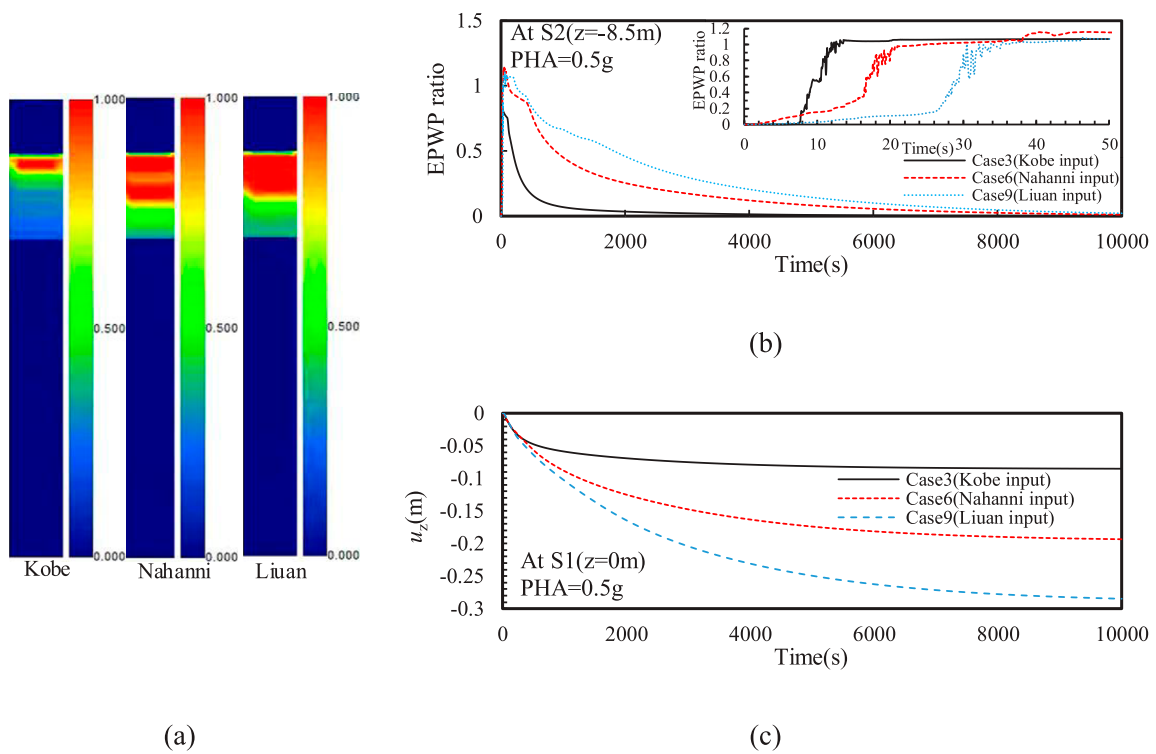 1.000
0.500
0.000
Kobe
1.000
0.500
0.000
Nahanni
1.000
0.500
0.000
Liuan
(a)
At S2(z=-8.5m)
PHA=0.5g
EPWP ratio
1.5
1
0.5
0
0
2000
4000
6000
8000
10000
Time(s)
EPWP ratio
1.2
1
0.8
0.6
0.4
0.2
0
0
10
20
30
40
50
Time(s)
Case3(Kobe input)
Case6(Nahanni input)
Case9(Liuan input)
(b)
uz(m)
0
-0.05
-0.1
-0.15
-0.2
-0.25
-0.3
0
2000
4000
6000
8000
10000
Time(s)
Case3(Kobe input)
Case6(Nahanni input)
Case9(Liuan input)
At S1(z=0m)
PHA=0.5g
(c)